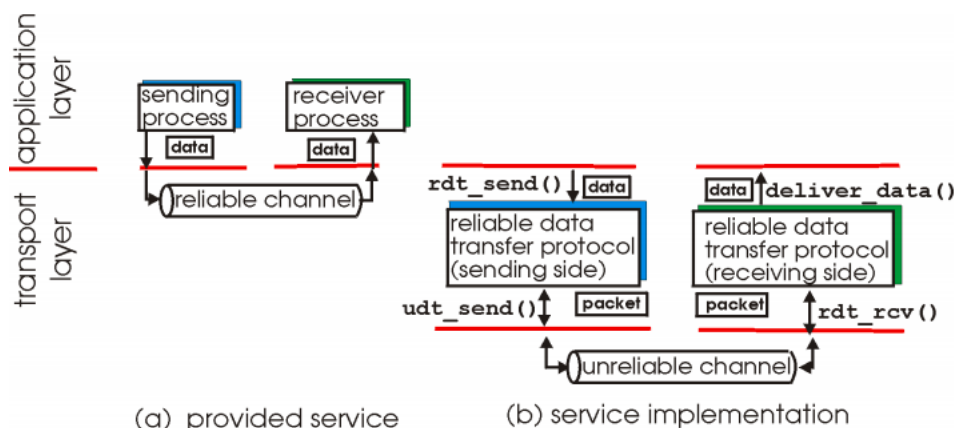 application
layer
transport
layer
sending
process
receiver
process
data
data
reliable channel
(a) provided service
rdt_send()
data
data
deliver_data()
reliable data
transfer protocol
(sending side)
reliable data
transfer protocol
(receiving side)
udt_send()
packet
packet
rdt_rcv()
unreliable channel
(b) service implementation